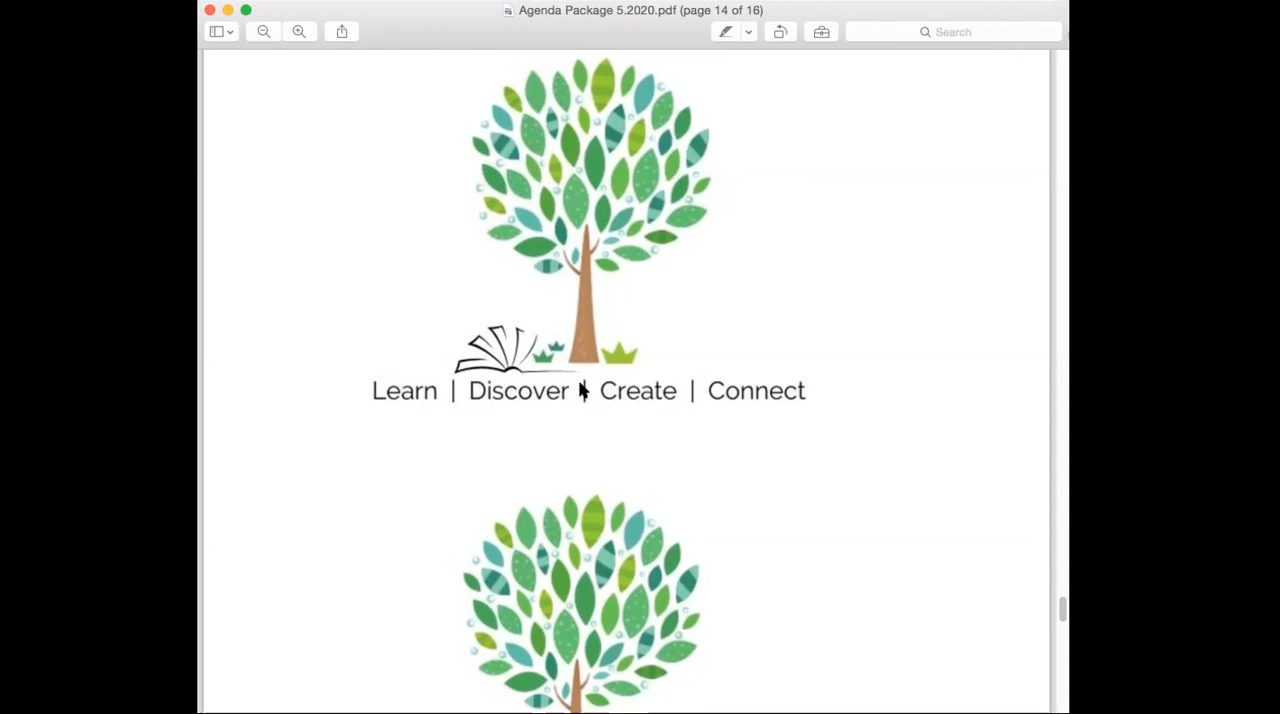 Agenda Package 5.2020.pdf (page 14 of 16)
Search
Learn | Discover | Create | Connect